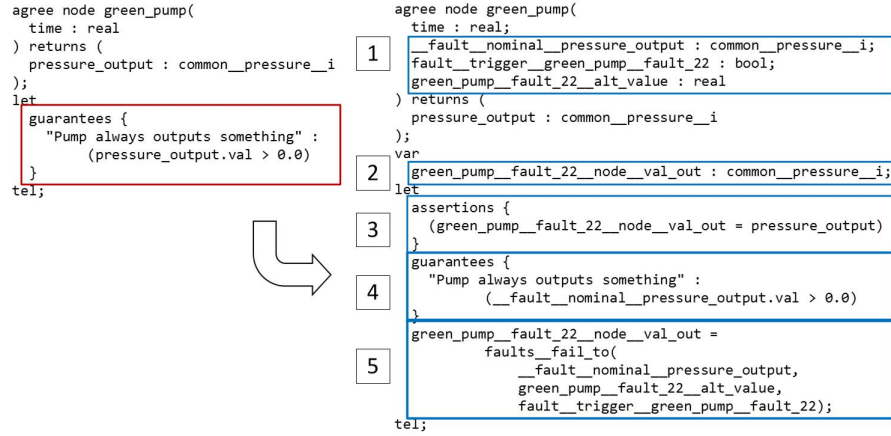 agree node green_pump(
time : real
) returns (
pressure_output : common__pressure__i
);
let
guarantees {
"Pump always outputs something" :
(pressure_output.val > 0.0)
}
tel;
agree node green_pump(
time : real;
1
__fault__nominal__pressure_output : common__pressure__i;
fault__trigger__green_pump__fault_22 : bool;
green_pump__fault_22__alt_value : real
) returns (
pressure_output : common__pressure__i
);
var
2
green_pump__fault_22__node__val_out : common__pressure__i;
let
3
assertions {
(green_pump__fault_22__node__val_out = pressure_output)
}
4
guarantees {
"Pump always outputs something" :
(__fault__nominal__pressure_output.val > 0.0)
}
5
green_pump__fault_22__node__val_out =
faults__fail_to(
__fault__nominal__pressure_output,
green_pump__fault_22__alt_value,
fault__trigger__green_pump__fault_22);
tel;